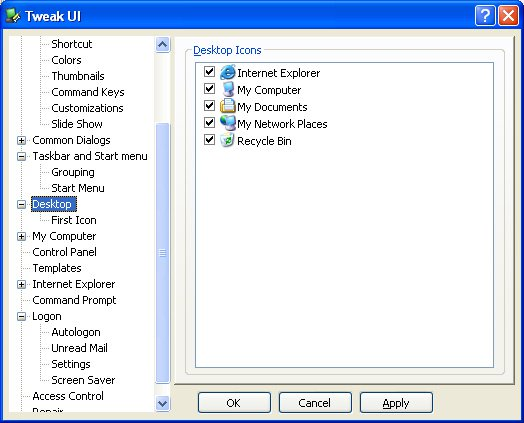 Tweak UI
Shortcut
Colors
Thumbnails
Command Keys
Customizations
Slide Show
Common Dialogs
Taskbar and Start menu
Grouping
Start Menu
Desktop
First Icon
My Computer
Control Panel
Templates
Internet Explorer
Command Prompt
Logon
Autologon
Unread Mail
Settings
Screen Saver
Access Control
Repair
Desktop Icons
Internet Explorer
My Computer
My Documents
My Network Places
Recycle Bin
OK
Cancel
Apply